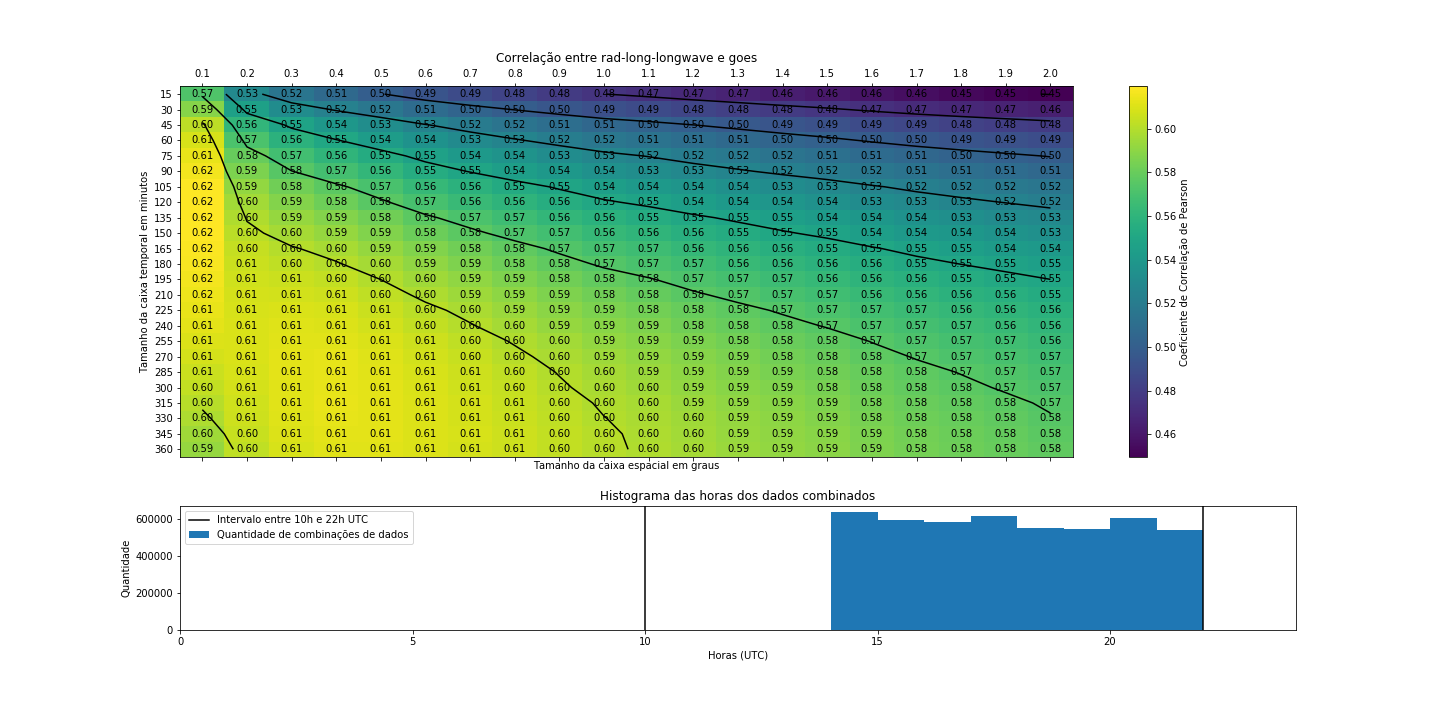 Correlação entre rad-long-longwave e goes
0.1 0.2 0.3 0.4 0.5 0.6 0.7 0.8 0.9 1.0 1.1 1.2 1.3 1.4 1.5 1.6 1.7 1.8 1.9 2.0
15 0.57 0.53 0.52 0.51 0.50 0.49 0.49 0.48 0.48 0.48 0.47 0.47 0.47 0.46 0.46 0.46 0.46 0.45 0.45 0.45
30 0.59 0.55 0.53 0.52 0.52 0.51 0.50 0.50 0.50 0.49 0.49 0.48 0.48 0.48 0.48 0.47 0.47 0.47 0.47 0.46
45 0.60 0.56 0.55 0.54 0.53 0.53 0.52 0.52 0.51 0.51 0.50 0.50 0.50 0.49 0.49 0.49 0.49 0.48 0.48 0.48
60 0.61 0.57 0.56 0.55 0.54 0.54 0.53 0.53 0.52 0.52 0.51 0.51 0.51 0.50 0.50 0.50 0.50 0.49 0.49 0.49
75 0.61 0.58 0.57 0.56 0.55 0.55 0.54 0.54 0.53 0.53 0.52 0.52 0.52 0.52 0.51 0.51 0.51 0.50 0.50 0.50
90 0.62 0.59 0.58 0.57 0.56 0.55 0.55 0.54 0.54 0.54 0.53 0.53 0.53 0.52 0.52 0.52 0.51 0.51 0.51 0.51
105 0.62 0.59 0.58 0.58 0.57 0.56 0.56 0.55 0.55 0.54 0.54 0.54 0.54 0.53 0.53 0.53 0.52 0.52 0.52 0.52
120 0.62 0.60 0.59 0.58 0.58 0.57 0.56 0.56 0.56 0.55 0.55 0.54 0.54 0.54 0.54 0.53 0.53 0.53 0.52 0.52
135 0.62 0.60 0.59 0.59 0.58 0.58 0.57 0.57 0.56 0.56 0.55 0.55 0.55 0.55 0.54 0.54 0.54 0.53 0.53 0.53
150 0.62 0.60 0.60 0.59 0.59 0.58 0.58 0.57 0.57 0.56 0.56 0.56 0.55 0.55 0.55 0.54 0.54 0.54 0.54 0.53
165 0.62 0.60 0.60 0.60 0.59 0.59 0.58 0.58 0.57 0.57 0.57 0.56 0.56 0.56 0.55 0.55 0.55 0.55 0.54 0.54
180 0.62 0.61 0.60 0.60 0.60 0.59 0.59 0.58 0.58 0.57 0.57 0.57 0.56 0.56 0.56 0.56 0.55 0.55 0.55 0.55
195 0.62 0.61 0.61 0.60 0.60 0.60 0.59 0.59 0.58 0.58 0.58 0.57 0.57 0.57 0.56 0.56 0.56 0.55 0.55 0.55
210 0.62 0.61 0.61 0.61 0.60 0.60 0.59 0.59 0.59 0.58 0.58 0.58 0.57 0.57 0.57 0.56 0.56 0.56 0.56 0.55
225 0.61 0.61 0.61 0.61 0.60 0.60 0.60 0.59 0.59 0.59 0.58 0.58 0.58 0.57 0.57 0.57 0.57 0.56 0.56 0.56
240 0.61 0.61 0.61 0.61 0.61 0.60 0.60 0.60 0.59 0.59 0.59 0.58 0.58 0.58 0.57 0.57 0.57 0.57 0.56 0.56
255 0.61 0.61 0.61 0.61 0.61 0.60 0.60 0.60 0.60 0.59 0.59 0.59 0.58 0.58 0.58 0.57 0.57 0.57 0.57 0.56
270 0.61 0.61 0.61 0.61 0.61 0.61 0.60 0.60 0.60 0.59 0.59 0.59 0.58 0.58 0.58 0.58 0.57 0.57 0.57 0.57
285 0.61 0.61 0.61 0.61 0.61 0.61 0.60 0.60 0.60 0.60 0.59 0.59 0.59 0.59 0.58 0.58 0.58 0.57 0.57 0.57
300 0.60 0.61 0.61 0.61 0.61 0.61 0.61 0.60 0.60 0.60 0.60 0.59 0.59 0.59 0.58 0.58 0.58 0.58 0.57 0.57
315 0.60 0.61 0.61 0.61 0.61 0.61 0.61 0.60 0.60 0.60 0.60 0.59 0.59 0.59 0.59 0.58 0.58 0.58 0.58 0.57
330 0.60 0.61 0.61 0.61 0.61 0.61 0.61 0.60 0.60 0.60 0.60 0.60 0.59 0.59 0.59 0.59 0.58 0.58 0.58 0.58
345 0.60 0.60 0.61 0.61 0.61 0.61 0.61 0.61 0.60 0.60 0.60 0.60 0.59 0.59 0.59 0.59 0.58 0.58 0.58 0.58
360 0.59 0.60 0.61 0.61 0.61 0.61 0.61 0.61 0.60 0.60 0.60 0.60 0.59 0.59 0.59 0.59 0.58 0.58 0.58 0.58
Tamanho da caixa temporal em minutos
Tamanho da caixa espacial em graus
0.60
0.58
0.56
0.54
0.52
0.50
0.48
0.46
Coeficiente de Correlação de Pearson
Histograma das horas dos dados combinados
Intervalo entre 10h e 22h UTC
Quantidade de combinações de dados
600000
400000
200000
0
Quantidade
0 5 10 15 20
Horas (UTC)